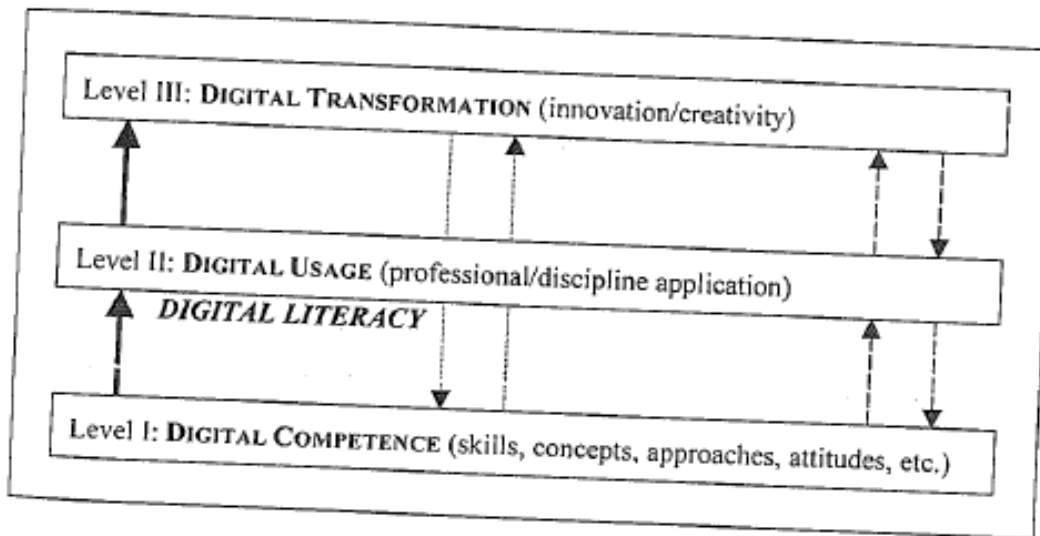 Level III: DIGITAL TRANSFORMATION (innovation/creativity)
Level II: DIGITAL USAGE (professional/discipline application)
DIGITAL LITERACY
Level I: DIGITAL COMPETENCE (skills, concepts, approaches, attitudes, etc.)